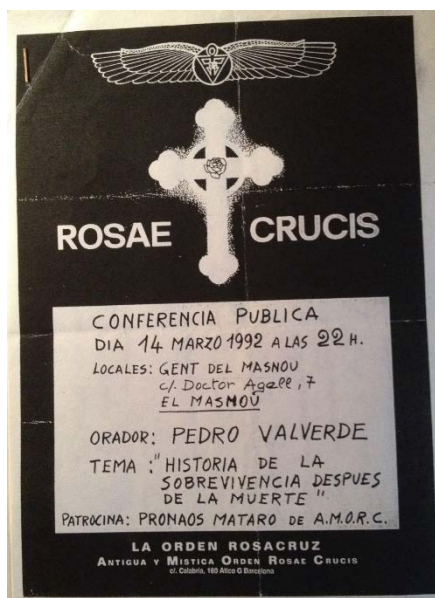 ROSAE CRUCIS
CONFERENCIA PUBLICA
DIA 14 MARZO 1992 A LAS 22 H.
LOCALES: GENT DEL MASNOU
c/. Doctor Agell, 7
EL MASNOU
ORADOR: PEDRO VALVERDE
TEMA: "HISTORIA DE LA
SOBREVIVENCIA DESPUES
DE LA MUERTE"
PATROCINA: PRONAOS MATARO DE A.M.O.R.C.
LA ORDEN ROSACRUZ
ANTIGUA Y MISTICA ORDEN ROSAE CRUCIS
c/. Calabria, 165 Atico G Barcelona